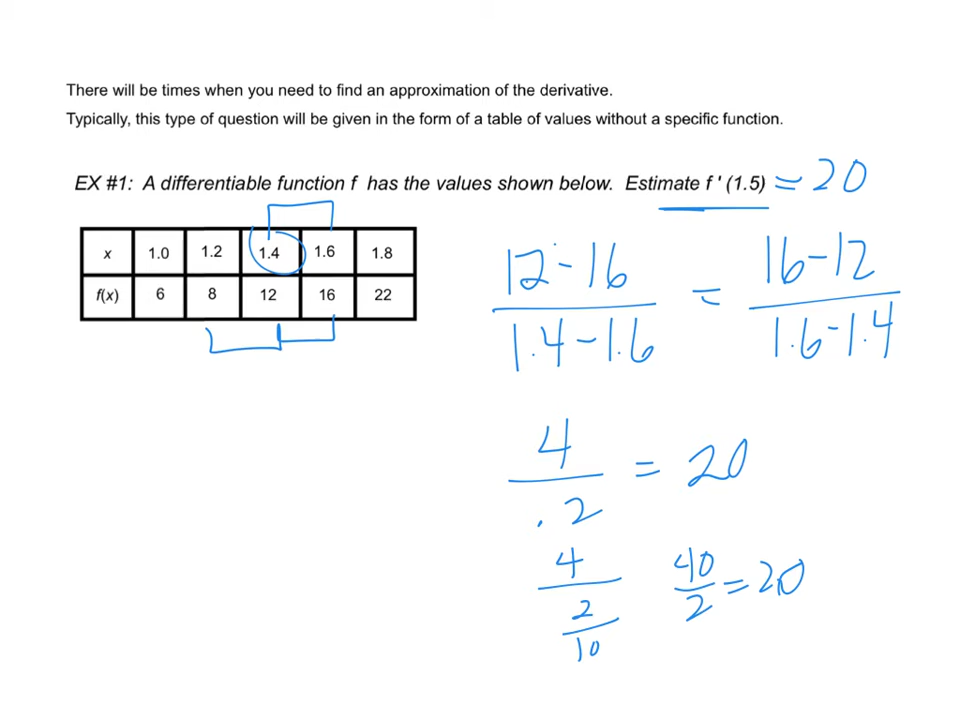 There will be times when you need to find an approximation of the derivative.
Typically, this type of question will be given in the form of a table of values without a specific function.
EX #1: A differentiable function f has the values shown below. Estimate f ' (1.5) = 20
x 1.0 1.2 1.4 1.6 1.8
f(x) 6 8 12 16 22
12 - 16 = 16 - 12
1.4 - 1.6 1.6 - 1.4
4 = 20
.2
4 40 = 20
2 2
10